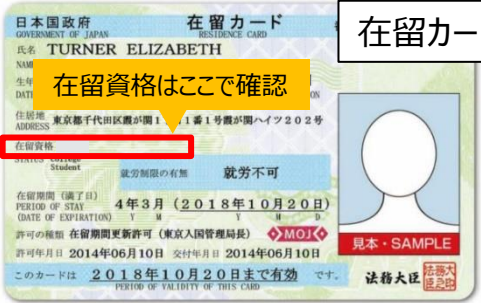 日本国政府 在留カード
GOVERNMENT OF JAPAN RESIDENCE CARD
在留カー
氏名 TURNER ELIZABETH
NAME
在留資格はここで確認
住居地
ADDRESS 東京都千代田区霞が関1 1番1号霞が関ハイツ202号
在留資格
STATUS College
Student
就労制限の有無 就労不可
在留期間(満了日) 4年3月(2018年10月20日)
PERIOD OF STAY Y M Y M D
(DATE OF EXPIRATION)
許可の種類 在留期間更新許可(東京入国管理局長) MOJ
許可年月日 2014年06月10日 交付年月日 2014年06月10日
見本・SAMPLE
このカードは 2018年10月20日まで有効 です。
PERIOD OF VALIDITY OF THIS CARD
法務大臣